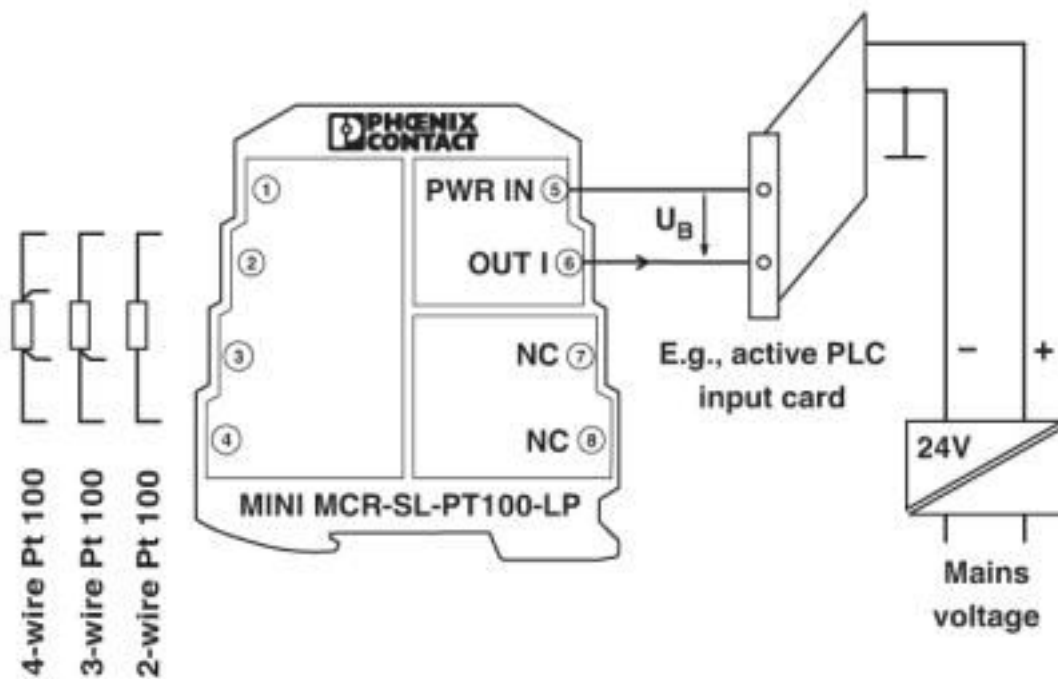 PHŒNIX
CONTACT
1
PWR IN 5
2
OUT I 6
U_B
3
NC 7
4
NC 8
MINI MCR-SL-PT100-LP
E.g., active PLC
input card
− +
24V
Mains
voltage
4-wire Pt 100
3-wire Pt 100
2-wire Pt 100